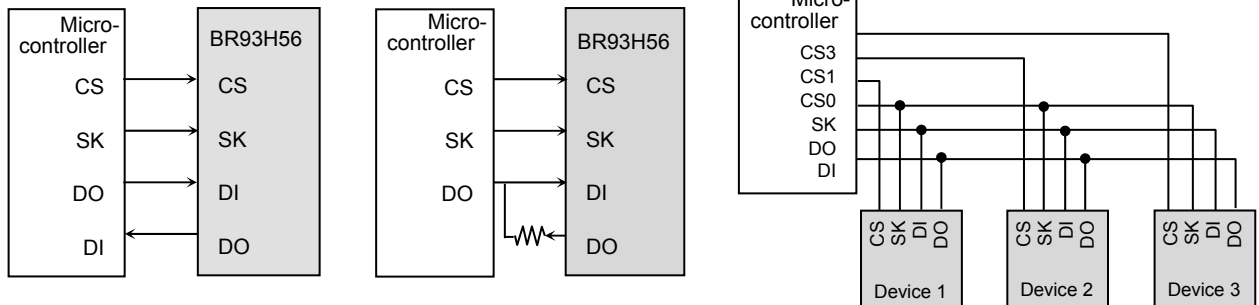 Micro-
controller
CS
SK
DO
DI
BR93H56
CS
SK
DI
DO
Micro-
controller
CS
SK
DO
BR93H56
CS
SK
DI
DO
Micro-
controller
CS3
CS1
CS0
SK
DO
DI
CS
SK
DI
DO
Device 1
CS
SK
DI
DO
Device 2
CS
SK
DI
DO
Device 3